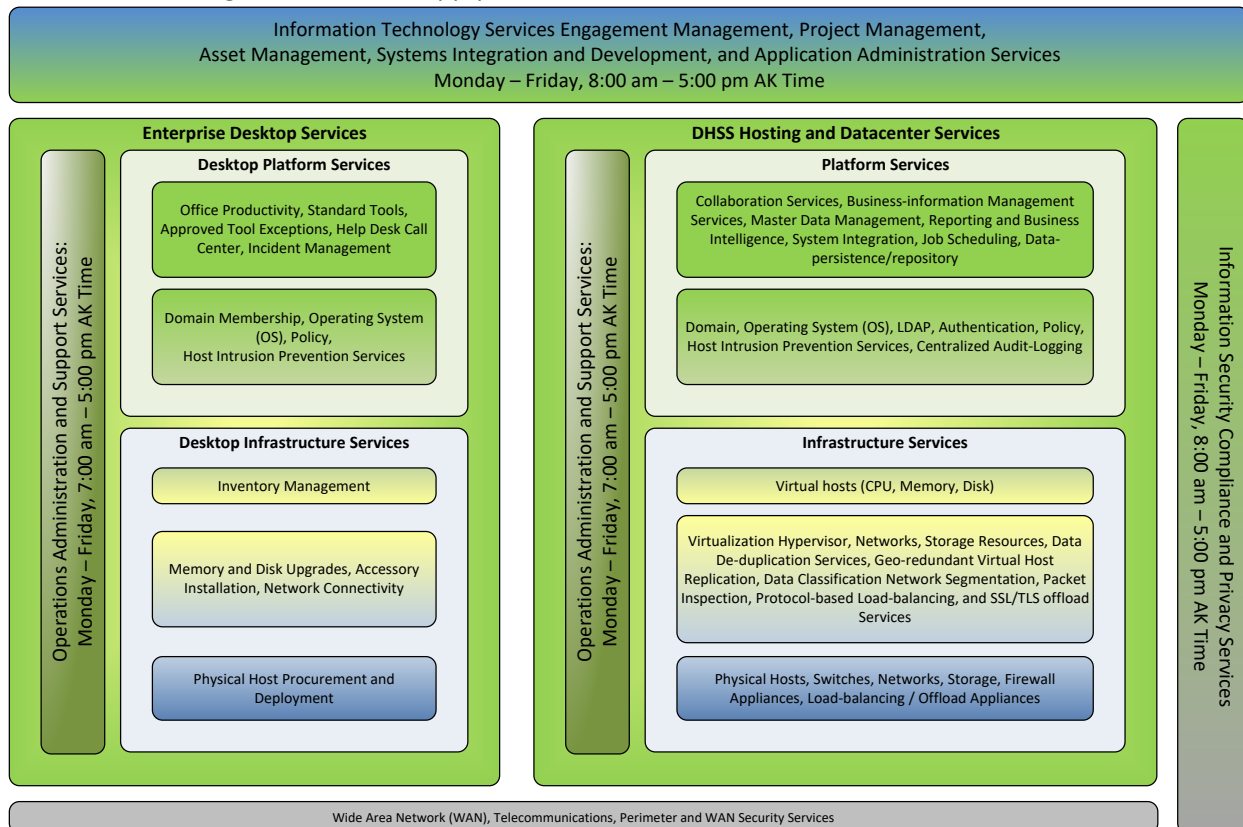 Information Technology Services Engagement Management, Project Management,
Asset Management, Systems Integration and Development, and Application Administration Services
Monday – Friday, 8:00 am – 5:00 pm AK Time
Enterprise Desktop Services
Operations Administration and Support Services:
Monday – Friday, 7:00 am – 5:00 pm AK Time
Desktop Platform Services
Office Productivity, Standard Tools,
Approved Tool Exceptions, Help Desk Call
Center, Incident Management
Domain Membership, Operating System
(OS), Policy,
Host Intrusion Prevention Services
Desktop Infrastructure Services
Inventory Management
Memory and Disk Upgrades, Accessory
Installation, Network Connectivity
Physical Host Procurement and
Deployment
DHSS Hosting and Datacenter Services
Operations Administration and Support Services:
Monday – Friday, 7:00 am – 5:00 pm AK Time
Platform Services
Collaboration Services, Business-information Management
Services, Master Data Management, Reporting and Business
Intelligence, System Integration, Job Scheduling, Data-
persistence/repository
Domain, Operating System (OS), LDAP, Authentication, Policy,
Host Intrusion Prevention Services, Centralized Audit-Logging
Infrastructure Services
Virtual hosts (CPU, Memory, Disk)
Virtualization Hypervisor, Networks, Storage Resources, Data
De-duplication Services, Geo-redundant Virtual Host
Replication, Data Classification Network Segmentation, Packet
Inspection, Protocol-based Load-balancing, and SSL/TLS offload
Services
Physical Hosts, Switches, Networks, Storage, Firewall
Appliances, Load-balancing / Offload Appliances
Information Security Compliance and Privacy Services
Monday – Friday, 8:00 am – 5:00 pm AK Time
Wide Area Network (WAN), Telecommunications, Perimeter and WAN Security Services